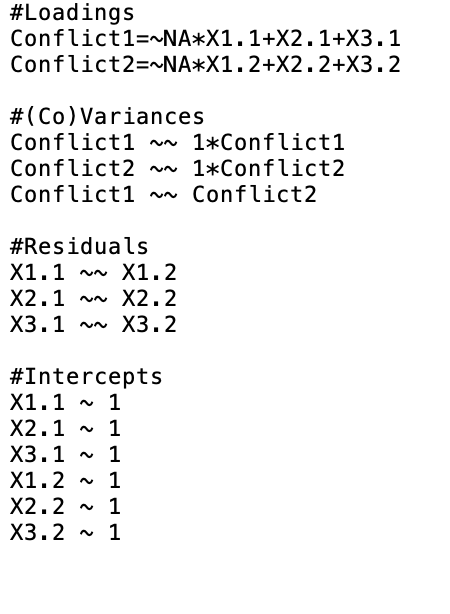 #Loadings
Conflict1=~NA*X1.1+X2.1+X3.1
Conflict2=~NA*X1.2+X2.2+X3.2
#(Co)Variances
Conflict1 ~~ 1*Conflict1
Conflict2 ~~ 1*Conflict2
Conflict1 ~~ Conflict2
#Residuals
X1.1 ~~ X1.2
X2.1 ~~ X2.2
X3.1 ~~ X3.2
#Intercepts
X1.1 ~ 1
X2.1 ~ 1
X3.1 ~ 1
X1.2 ~ 1
X2.2 ~ 1
X3.2 ~ 1